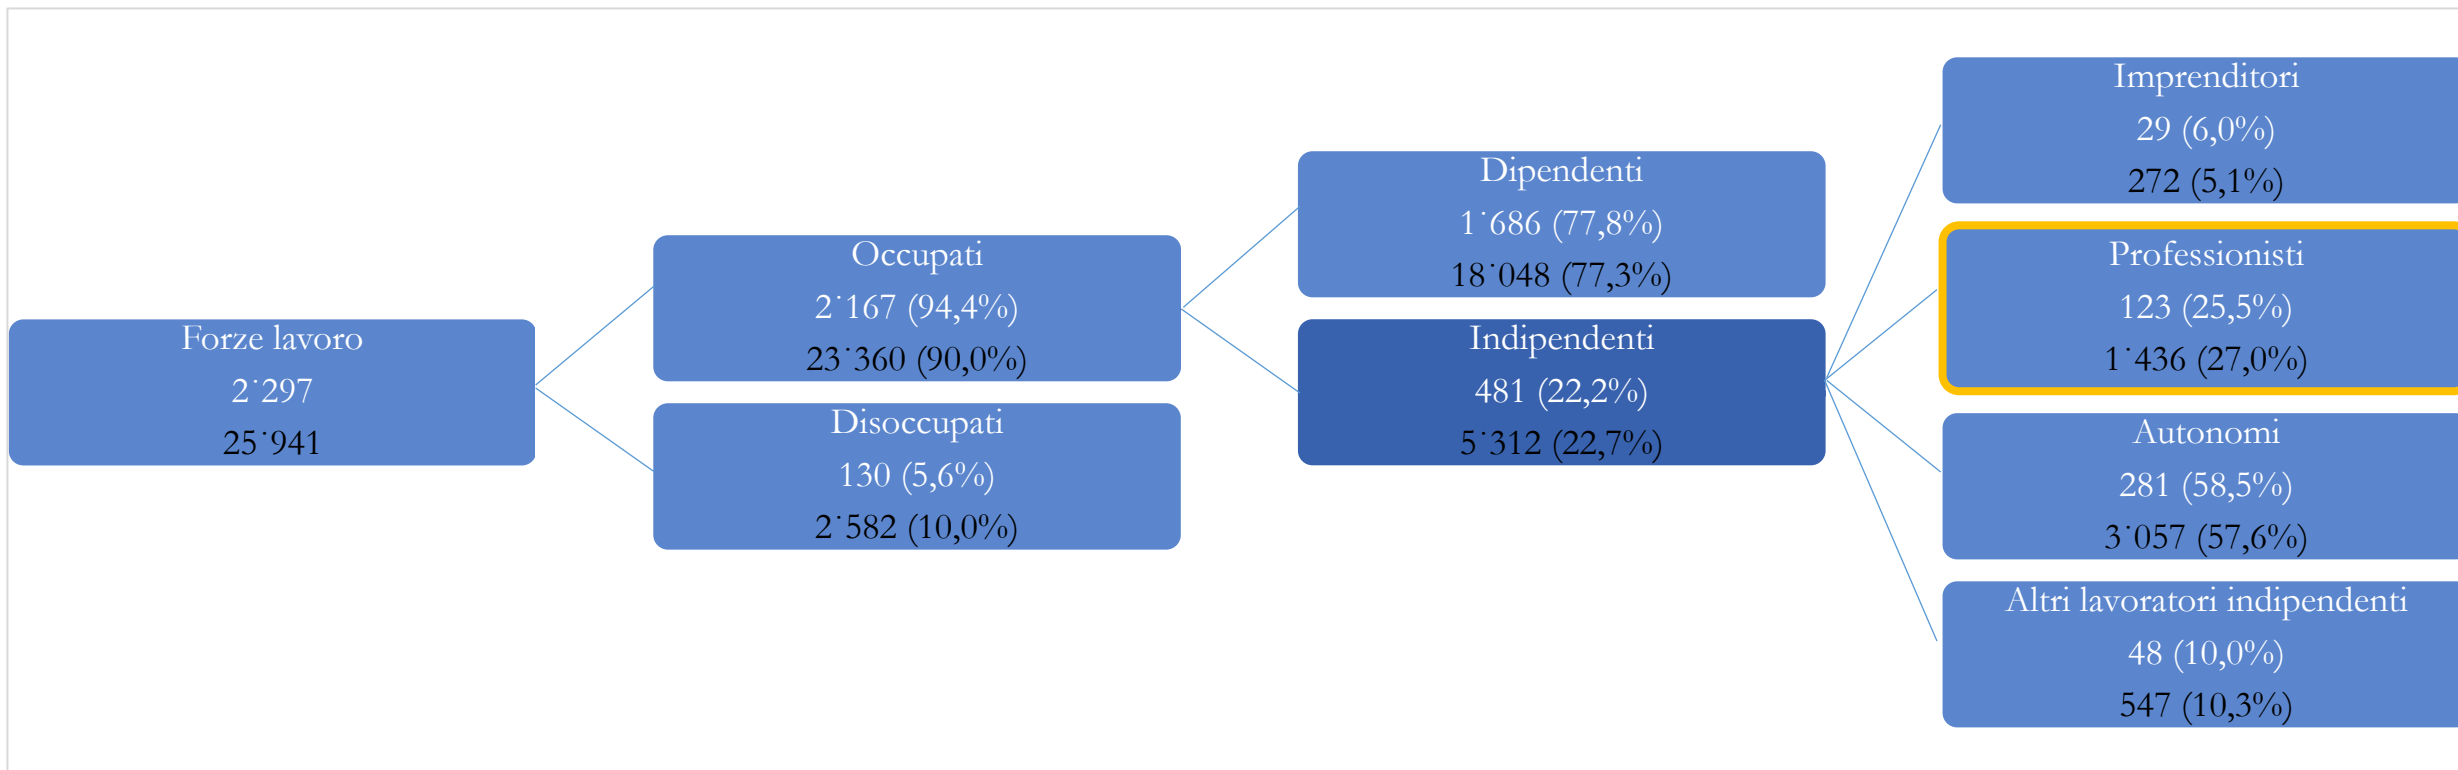 Forze lavoro
2˙297
25˙941
Occupati
2˙167 (94,4%)
23˙360 (90,0%)
Disoccupati
130 (5,6%)
2˙582 (10,0%)
Dipendenti
1˙686 (77,8%)
18˙048 (77,3%)
Indipendenti
481 (22,2%)
5˙312 (22,7%)
Imprenditori
29 (6,0%)
272 (5,1%)
Professionisti
123 (25,5%)
1˙436 (27,0%)
Autonomi
281 (58,5%)
3˙057 (57,6%)
Altri lavoratori indipendenti
48 (10,0%)
547 (10,3%)